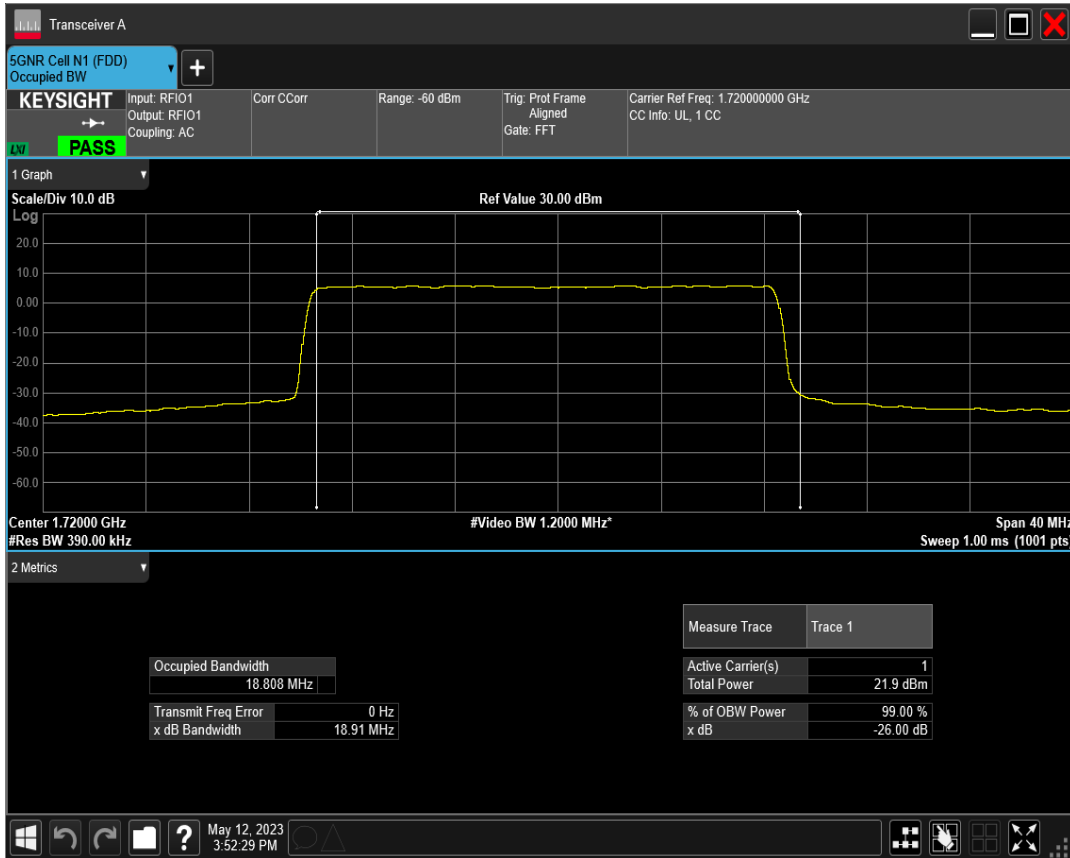 Transceiver A
5GNR Cell N1 (FDD)
Occupied BW
+
KEYSIGHT
LXI
PASS
Input: RFIO1
Output: RFIO1
Coupling: AC
Corr CCorr
Range: -60 dBm
Trig: Prot Frame
Aligned
Gate: FFT
Carrier Ref Freq: 1.720000000 GHz
CC Info: UL, 1 CC
1 Graph
Scale/Div 10.0 dB
Ref Value 30.00 dBm
Log
20.0
10.0
0.00
-10.0
-20.0
-30.0
-40.0
-50.0
-60.0
Center 1.72000 GHz
#Video BW 1.2000 MHz*
Span 40 MHz
#Res BW 390.00 kHz
Sweep 1.00 ms (1001 pts)
2 Metrics
Measure Trace Trace 1
Occupied Bandwidth
18.808 MHz
Active Carrier(s) 1
Total Power 21.9 dBm
Transmit Freq Error 0 Hz
x dB Bandwidth 18.91 MHz
% of OBW Power 99.00 %
x dB -26.00 dB
?
May 12, 2023
3:52:29 PM